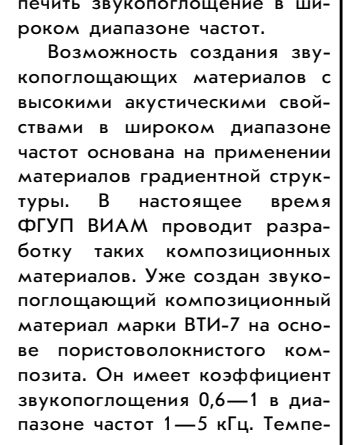 печить звукопоглощение в ши-
роком диапазоне частот.
Возможность создания зву-
копоглощающих материалов с
высокими акустическими свой-
ствами в широком диапазоне
частот основана на применении
материалов градиентной струк-
туры. В настоящее время
ФГУП ВИАМ проводит разра-
ботку таких композиционных
материалов. Уже создан звуко-
поглощающий композиционный
материал марки ВТИ-7 на осно-
ве пористоволокнистого ком-
позита. Он имеет коэффициент
звукопоглощения 0,6—1 в диа-
пазоне частот 1—5 кГц. Темпе-